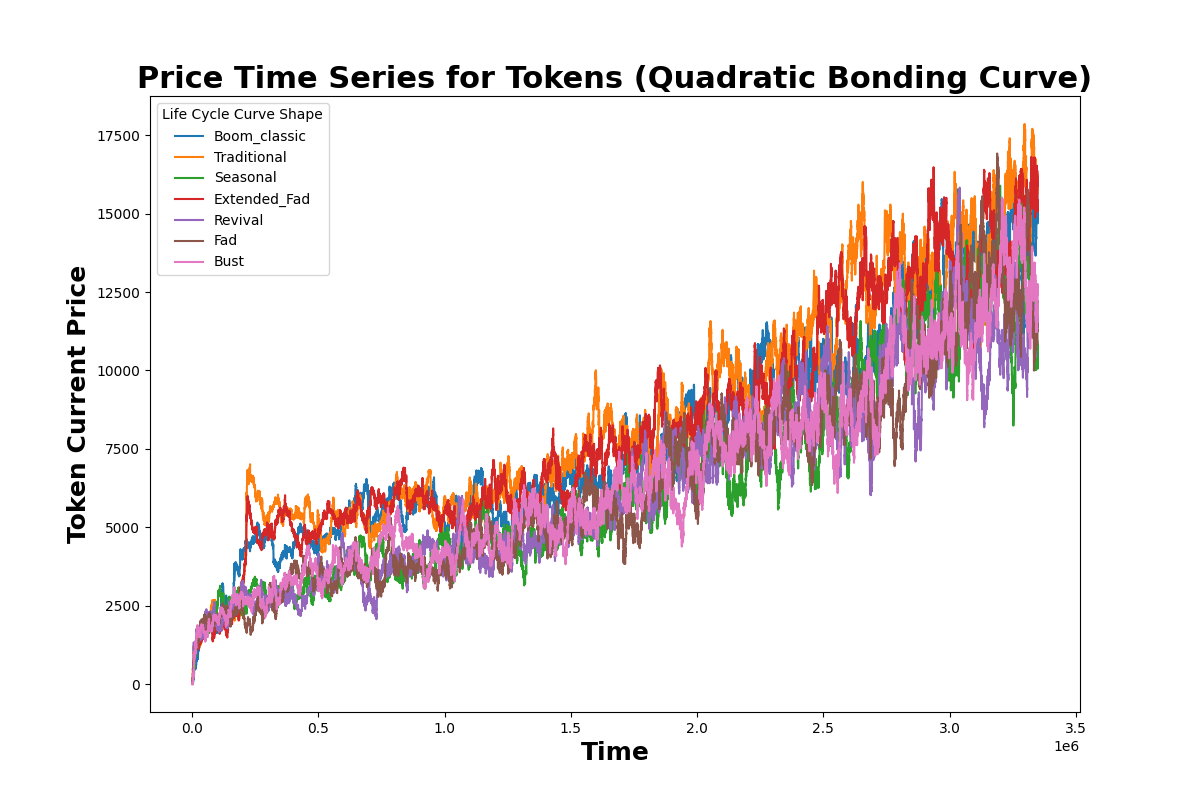 Price Time Series for Tokens (Quadratic Bonding Curve)
Life Cycle Curve Shape
Boom_classic
Traditional
Seasonal
Extended_Fad
Revival
Fad
Bust
17500
15000
12500
10000
7500
5000
2500
0
Token Current Price
0.0 0.5 1.0 1.5 2.0 2.5 3.0 3.5
1e6
Time